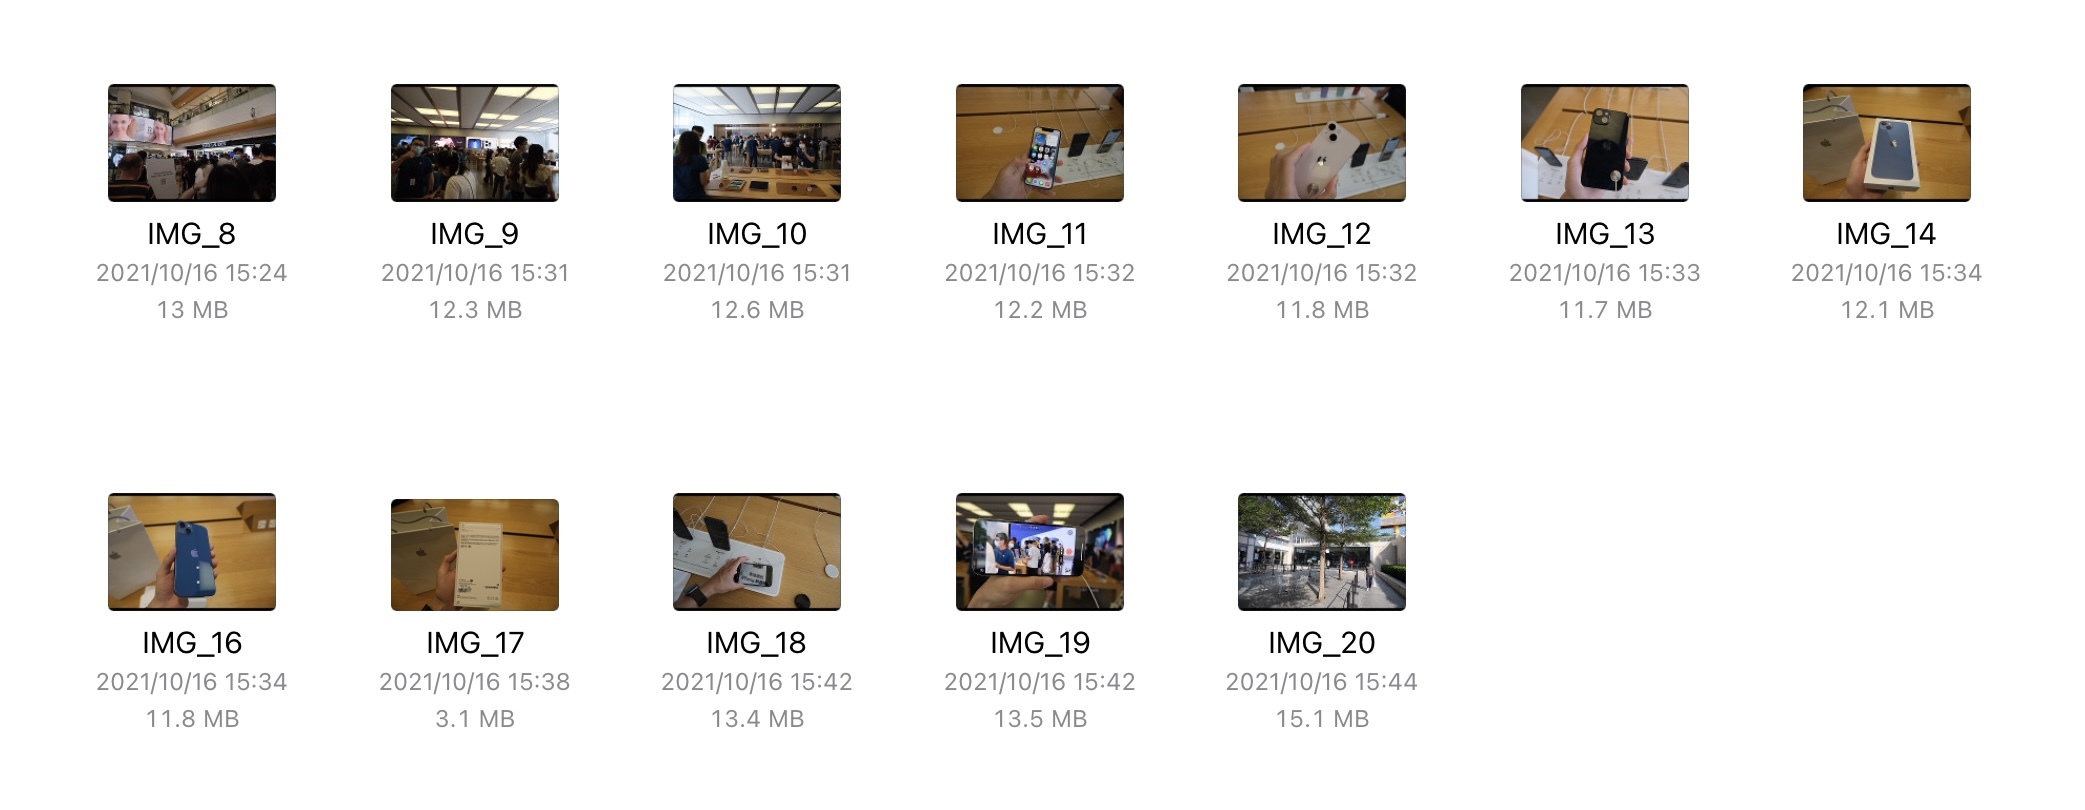 IMG_8
2021/10/16 15:24
13 MB
IMG_9
2021/10/16 15:31
12.3 MB
IMG_10
2021/10/16 15:31
12.6 MB
IMG_11
2021/10/16 15:32
12.2 MB
IMG_12
2021/10/16 15:32
11.8 MB
IMG_13
2021/10/16 15:33
11.7 MB
IMG_14
2021/10/16 15:34
12.1 MB
IMG_16
2021/10/16 15:34
11.8 MB
IMG_17
2021/10/16 15:38
3.1 MB
IMG_18
2021/10/16 15:42
13.4 MB
IMG_19
2021/10/16 15:42
13.5 MB
IMG_20
2021/10/16 15:44
15.1 MB